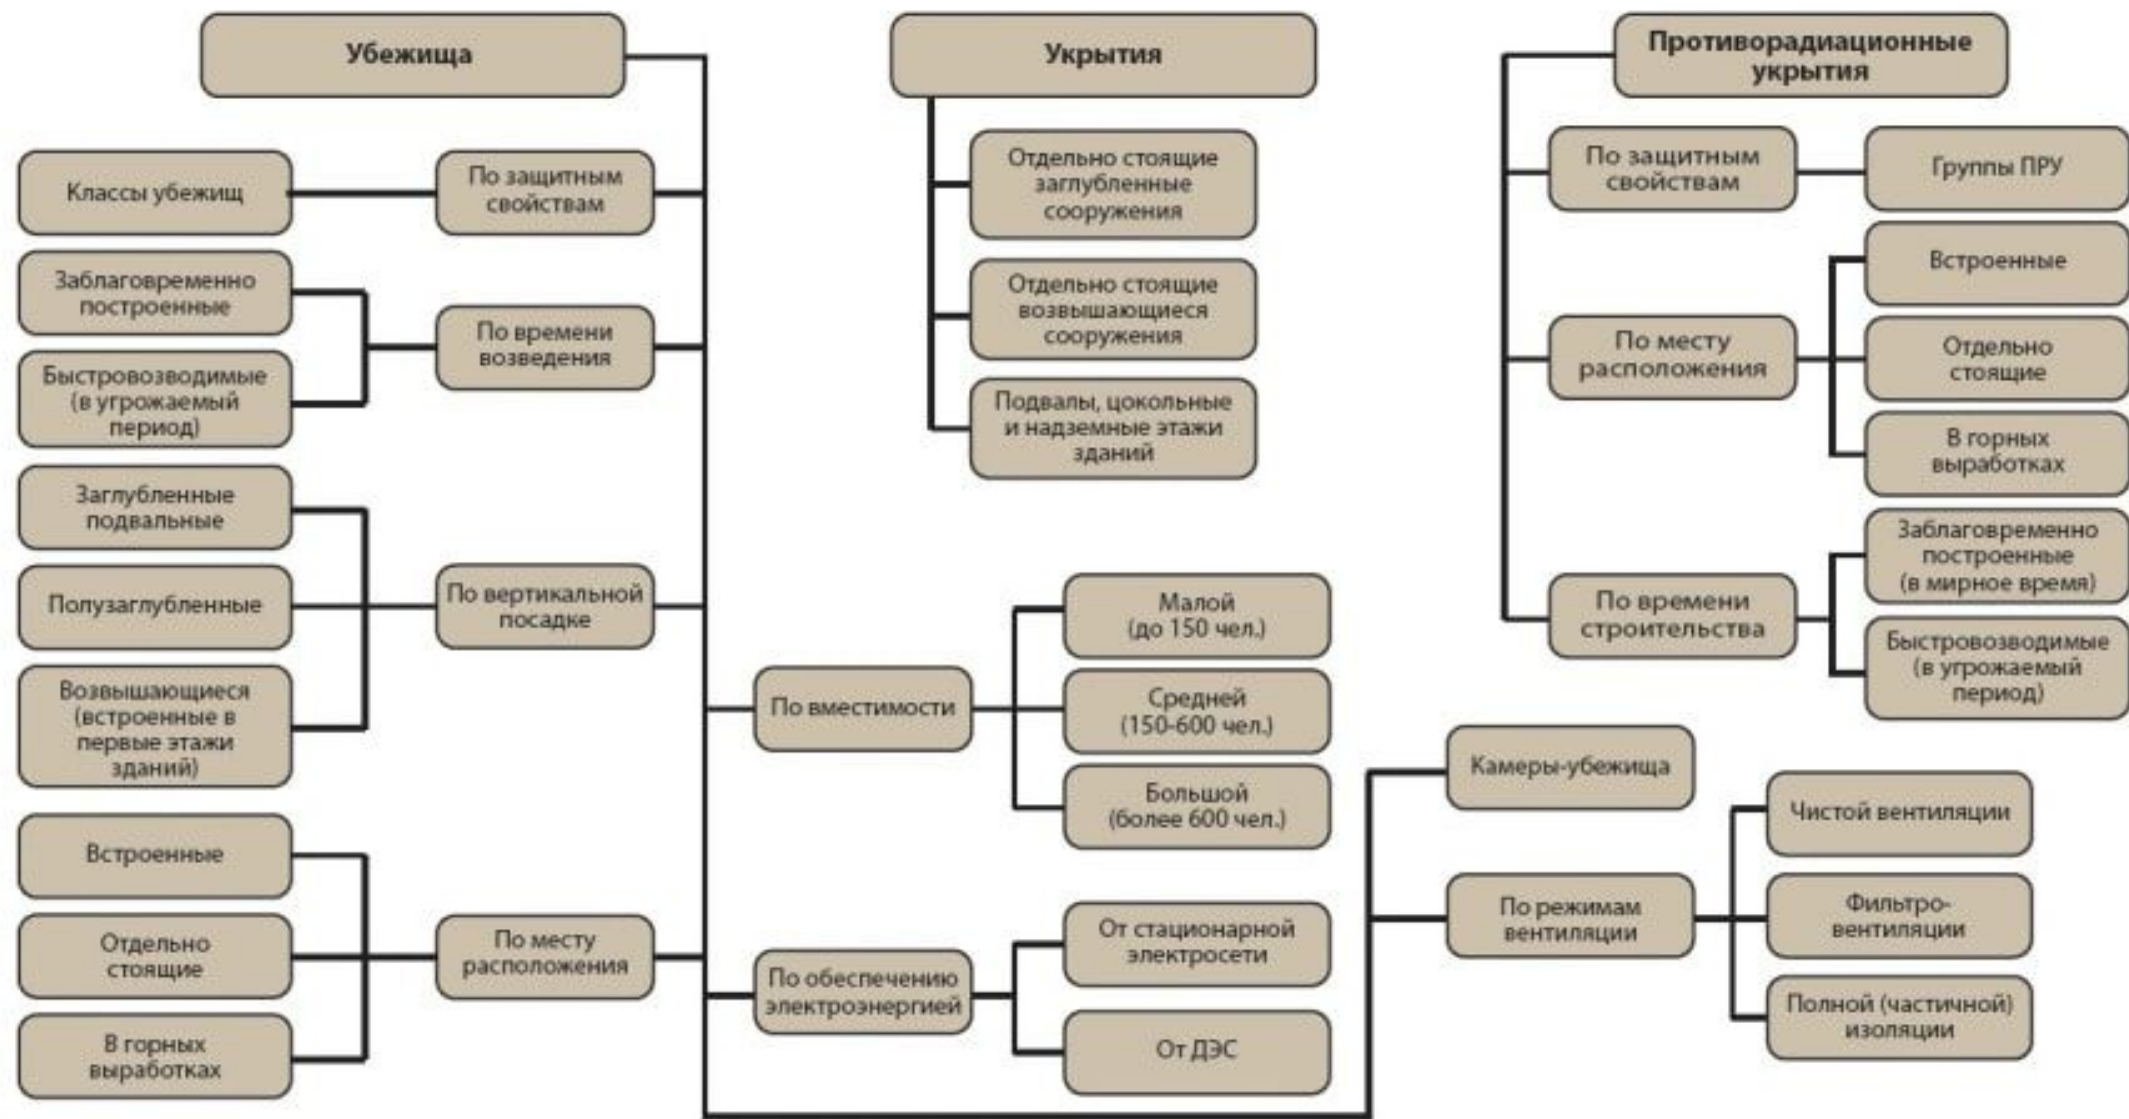 Убежища
Классы убежищ
По защитным
свойствам
Заблаговременно
построенные
Быстровозводимые
(в угрожаемый
период)
По времени
возведения
Заглубленные
подвальные
Полузаглубленные
Возвышающиеся
(встроенные в
первые этажи
зданий)
По вертикальной
посадке
Встроенные
Отдельно
стоящие
В горных
выработках
По месту
расположения
По вместимости
Малой
(до 150 чел.)
Средней
(150-600 чел.)
Большой
(более 600 чел.)
По обеспечению
электроэнергией
От стационарной
электросети
От ДЭС
Камеры-убежища
По режимам
вентиляции
Чистой вентиляции
Фильтро-
вентиляции
Полной (частичной)
изоляции
Укрытия
Отдельно стоящие
заглубленные
сооружения
Отдельно стоящие
возвышающиеся
сооружения
Подвалы, цокольные
и надземные этажи
зданий
Противорадиационные
укрытия
По защитным
свойствам
Группы ПРУ
По месту
расположения
Встроенные
Отдельно
стоящие
В горных
выработках
По времени
строительства
Заблаговременно
построенные
(в мирное время)
Быстровозводимые
(в угрожаемый
период)